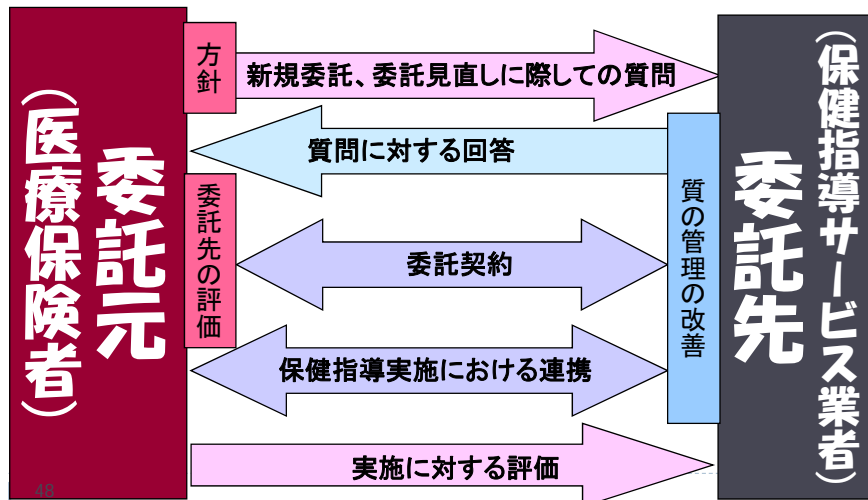 委託元
(医療保険者)
方針
新規委託、委託見直しに際しての質問
質問に対する回答
委託先の評価
委託契約
質の管理の改善
保健指導実施における連携
実施に対する評価
委託先
(保健指導サービス業者)
48